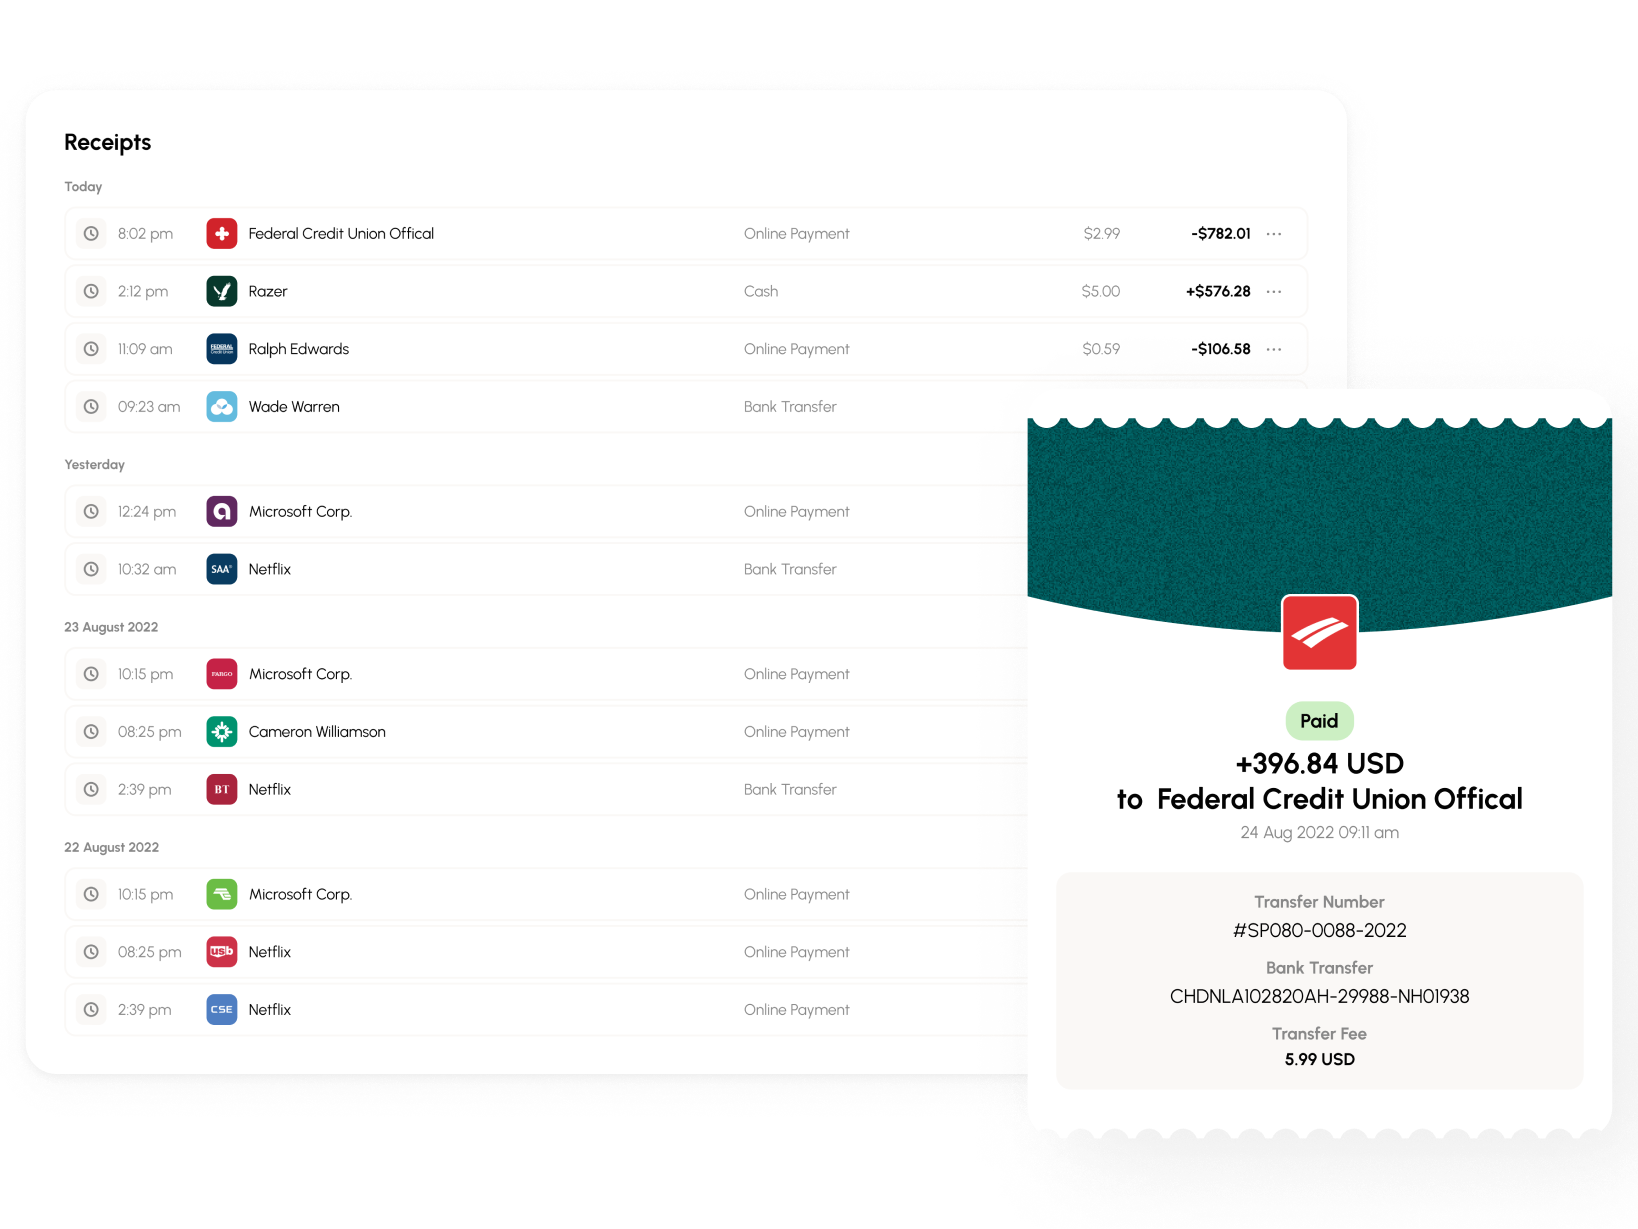 Receipts
Today
8:02 pm Federal Credit Union Offical Online Payment $2.99 -$782.01
2:12 pm Razer Cash $5.00 +$576.28
11:09 am FEDERAL Credit Union Ralph Edwards Online Payment $0.59 -$106.58
09:23 am Wade Warren Bank Transfer
Yesterday
12:24 pm a Microsoft Corp. Online Payment
10:32 am SAA Netflix Bank Transfer
23 August 2022
10:15 pm FARGO Microsoft Corp. Online Payment
08:25 pm Cameron Williamson Online Payment
2:39 pm BT Netflix Bank Transfer
22 August 2022
10:15 pm Microsoft Corp. Online Payment
08:25 pm usb Netflix Online Payment
2:39 pm CSE Netflix Online Payment
Paid
+396.84 USD
to Federal Credit Union Offical
24 Aug 2022 09:11 am
Transfer Number
#SP080-0088-2022
Bank Transfer
CHDNLA102820AH-29988-NH01938
Transfer Fee
5.99 USD